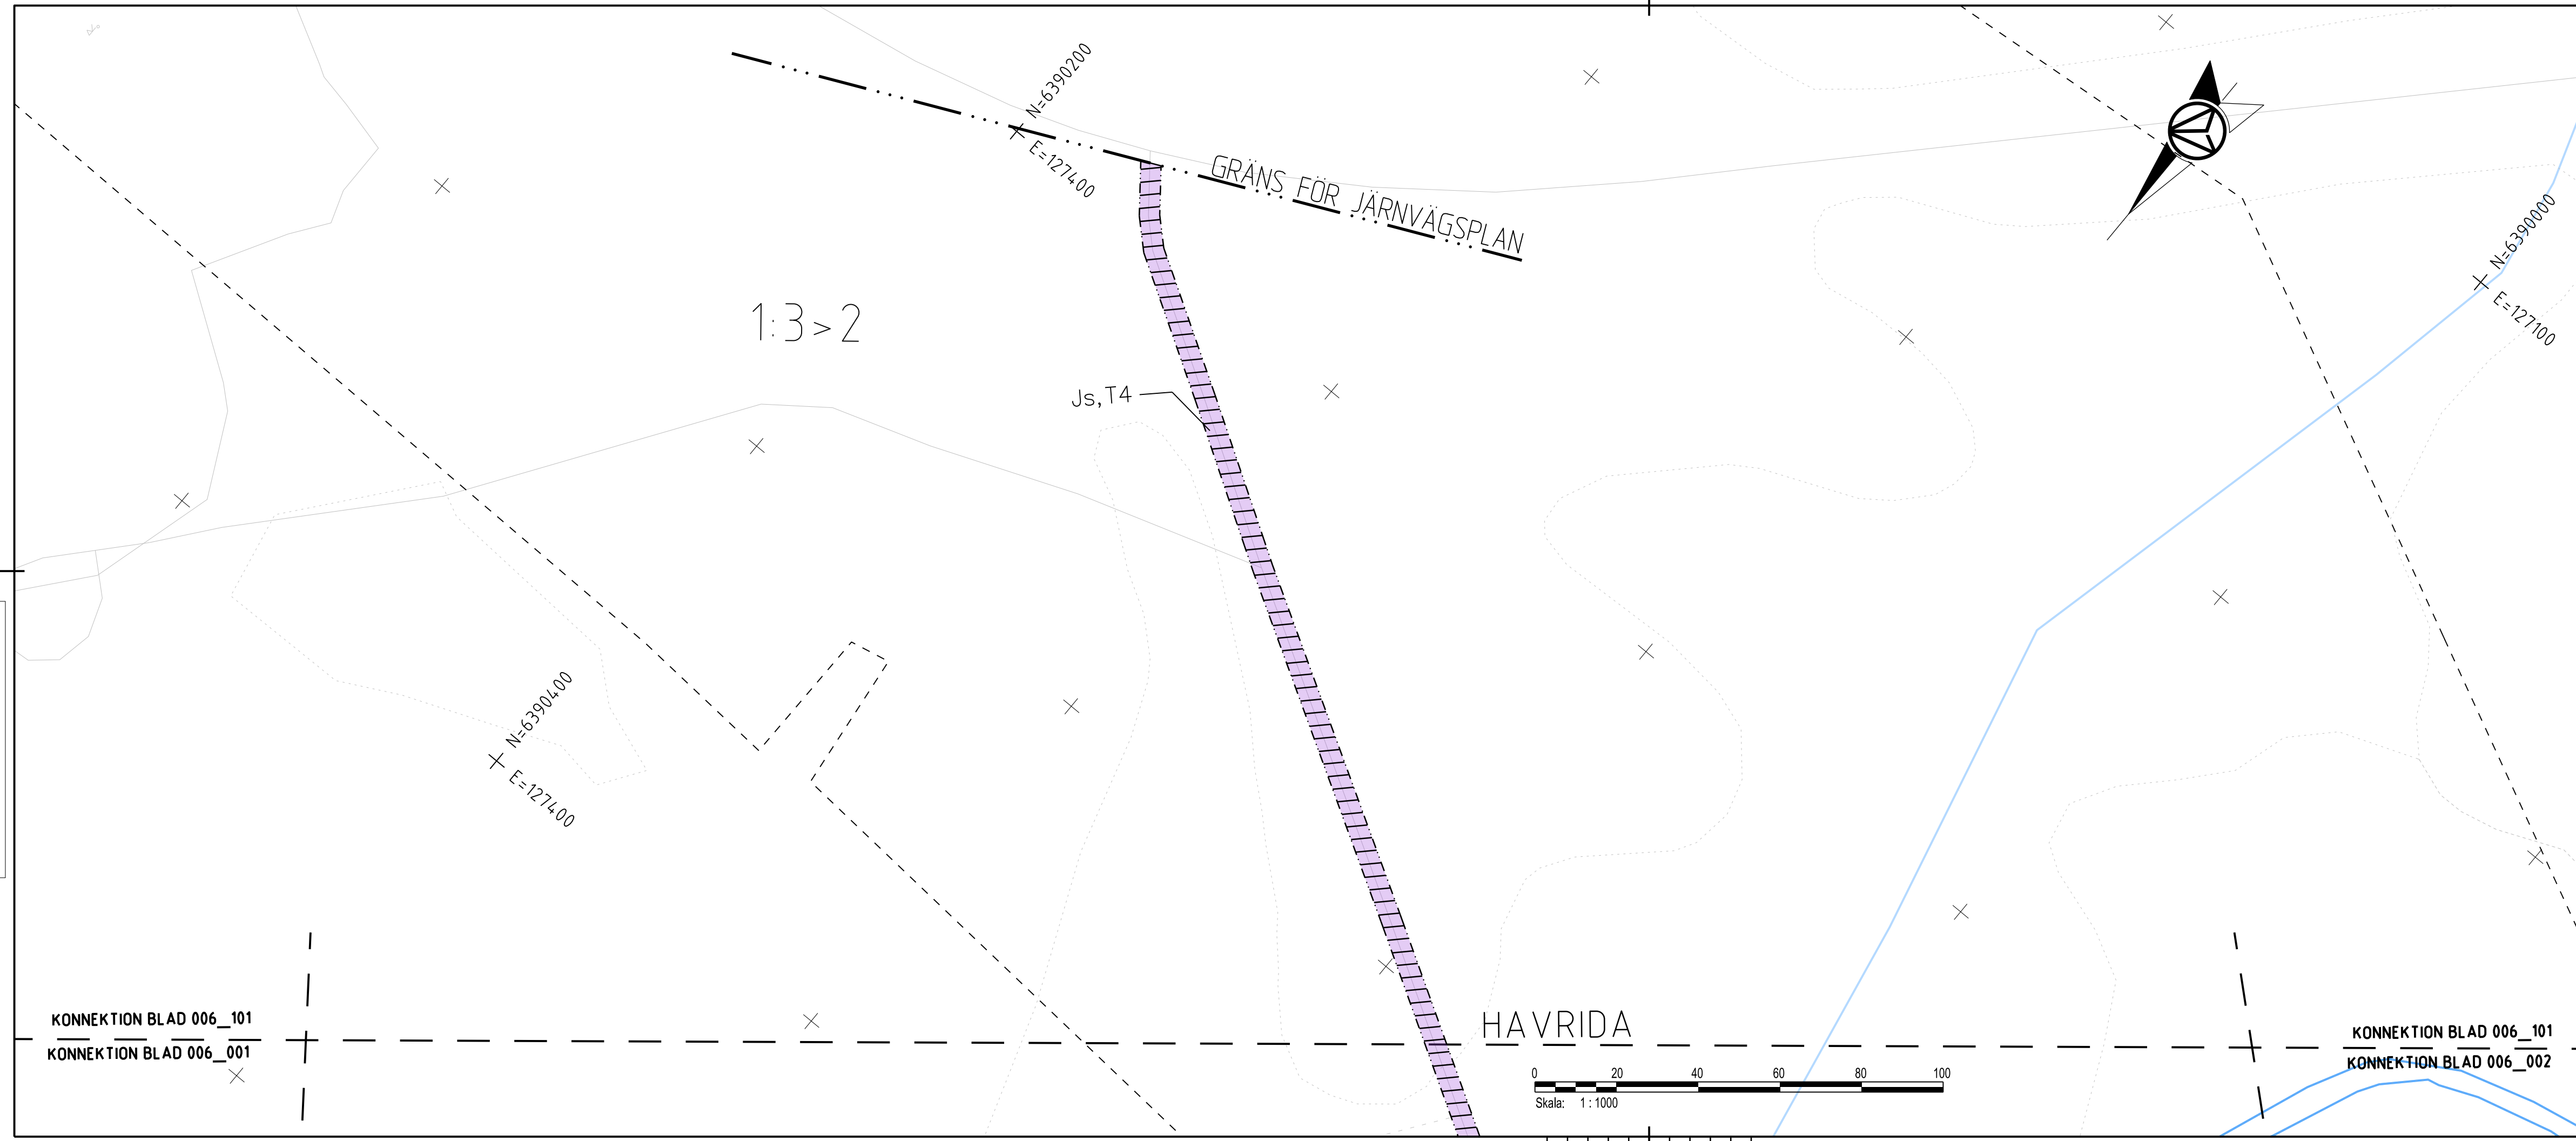 N=6390200
E=127400
GRÄNS FÖR JÄRNVÄGSPLAN
N=6390000
E=127100
1:3>2
Js,T4
N=6390400
E=127400
KONNEKTION BLAD 006_101
KONNEKTION BLAD 006_001
HAVRIDA
KONNEKTION BLAD 006_101
KONNEKTION BLAD 006_002
0 20 40 60 80 100
Skala: 1 : 1000